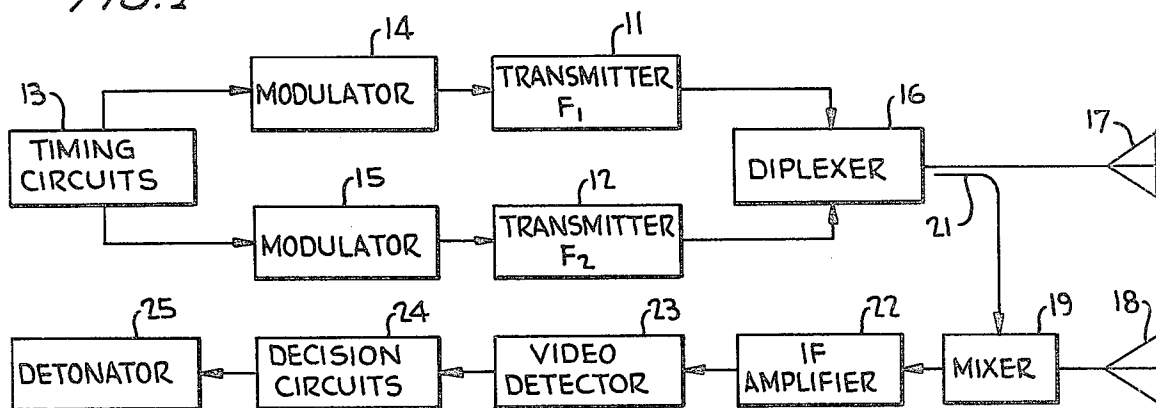 FIG.1
14
11
13
MODULATOR
TRANSMITTER
F1
16
17
TIMING
CIRCUITS
DIPLEXER
15
12
21
MODULATOR
TRANSMITTER
F2
25
24
23
22
19
18
DETONATOR
DECISION
CIRCUITS
VIDEO
DETECTOR
IF
AMPLIFIER
MIXER